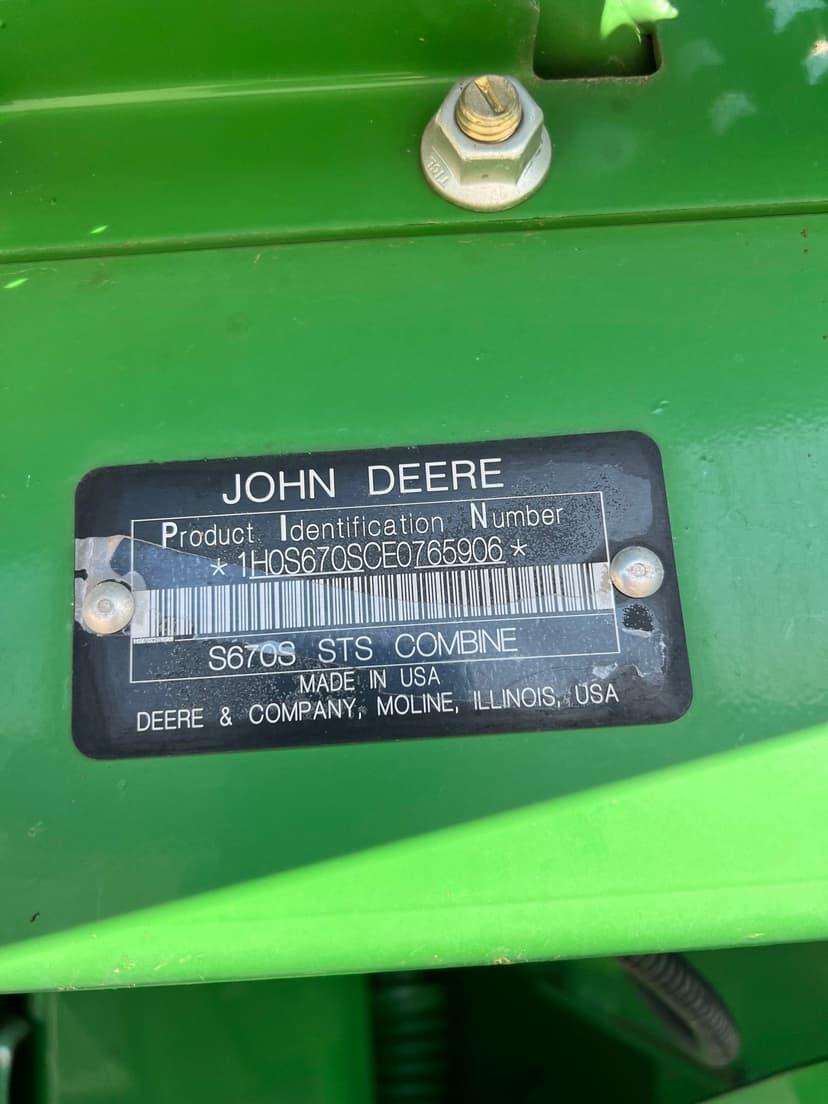 JOHN DEERE
Product Identification Number
*1H0S670SCE0765906*
S670S STS COMBINE
MADE IN USA
DEERE & COMPANY, MOLINE, ILLINOIS, USA